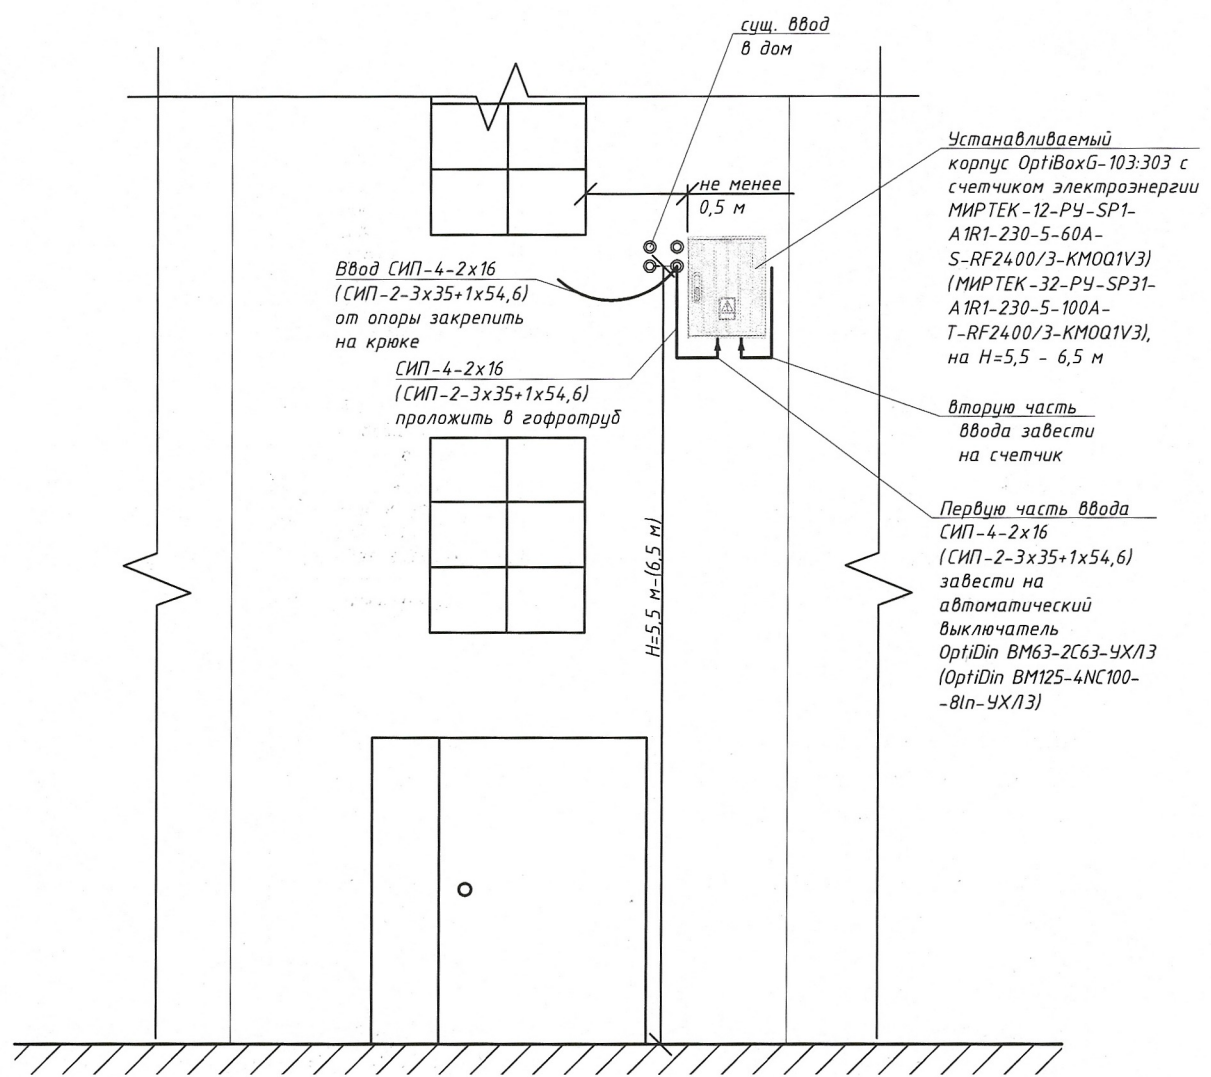 сущ. ввод
в дом
Устанавливаемый
корпус OptiBoxG-103:303 с
счетчиком электроэнергии
МИРТЕК-12-РУ-SP1-
A1R1-230-5-60A-
S-RF2400/3-KMOQ1V3)
(МИРТЕК-32-РУ-SP31-
A1R1-230-5-100A-
T-RF2400/3-KMOQ1V3),
на H=5,5 - 6,5 м
не менее
0,5 м
Ввод СИП-4-2х16
(СИП-2-3х35+1х54,6)
от опоры закрепить
на крюке
СИП-4-2х16
(СИП-2-3х35+1х54,6)
проложить в гофротруб
вторую часть
ввода завести
на счетчик
Первую часть ввода
СИП-4-2х16
(СИП-2-3х35+1х54,6)
завести на
автоматический
выключатель
OptiDin ВМ63-2С63-УХЛ3
(OptiDin ВМ125-4NC100-
-8ln-УХЛ3)
H=5,5 м-(6,5 м)